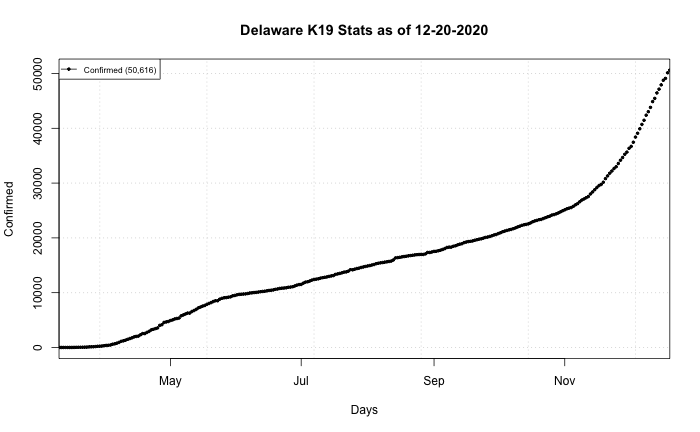 Delaware K19 Stats as of 12-20-2020
Confirmed (50,616)
50000
40000
30000
20000
10000
0
Confirmed
May Jul Sep Nov
Days